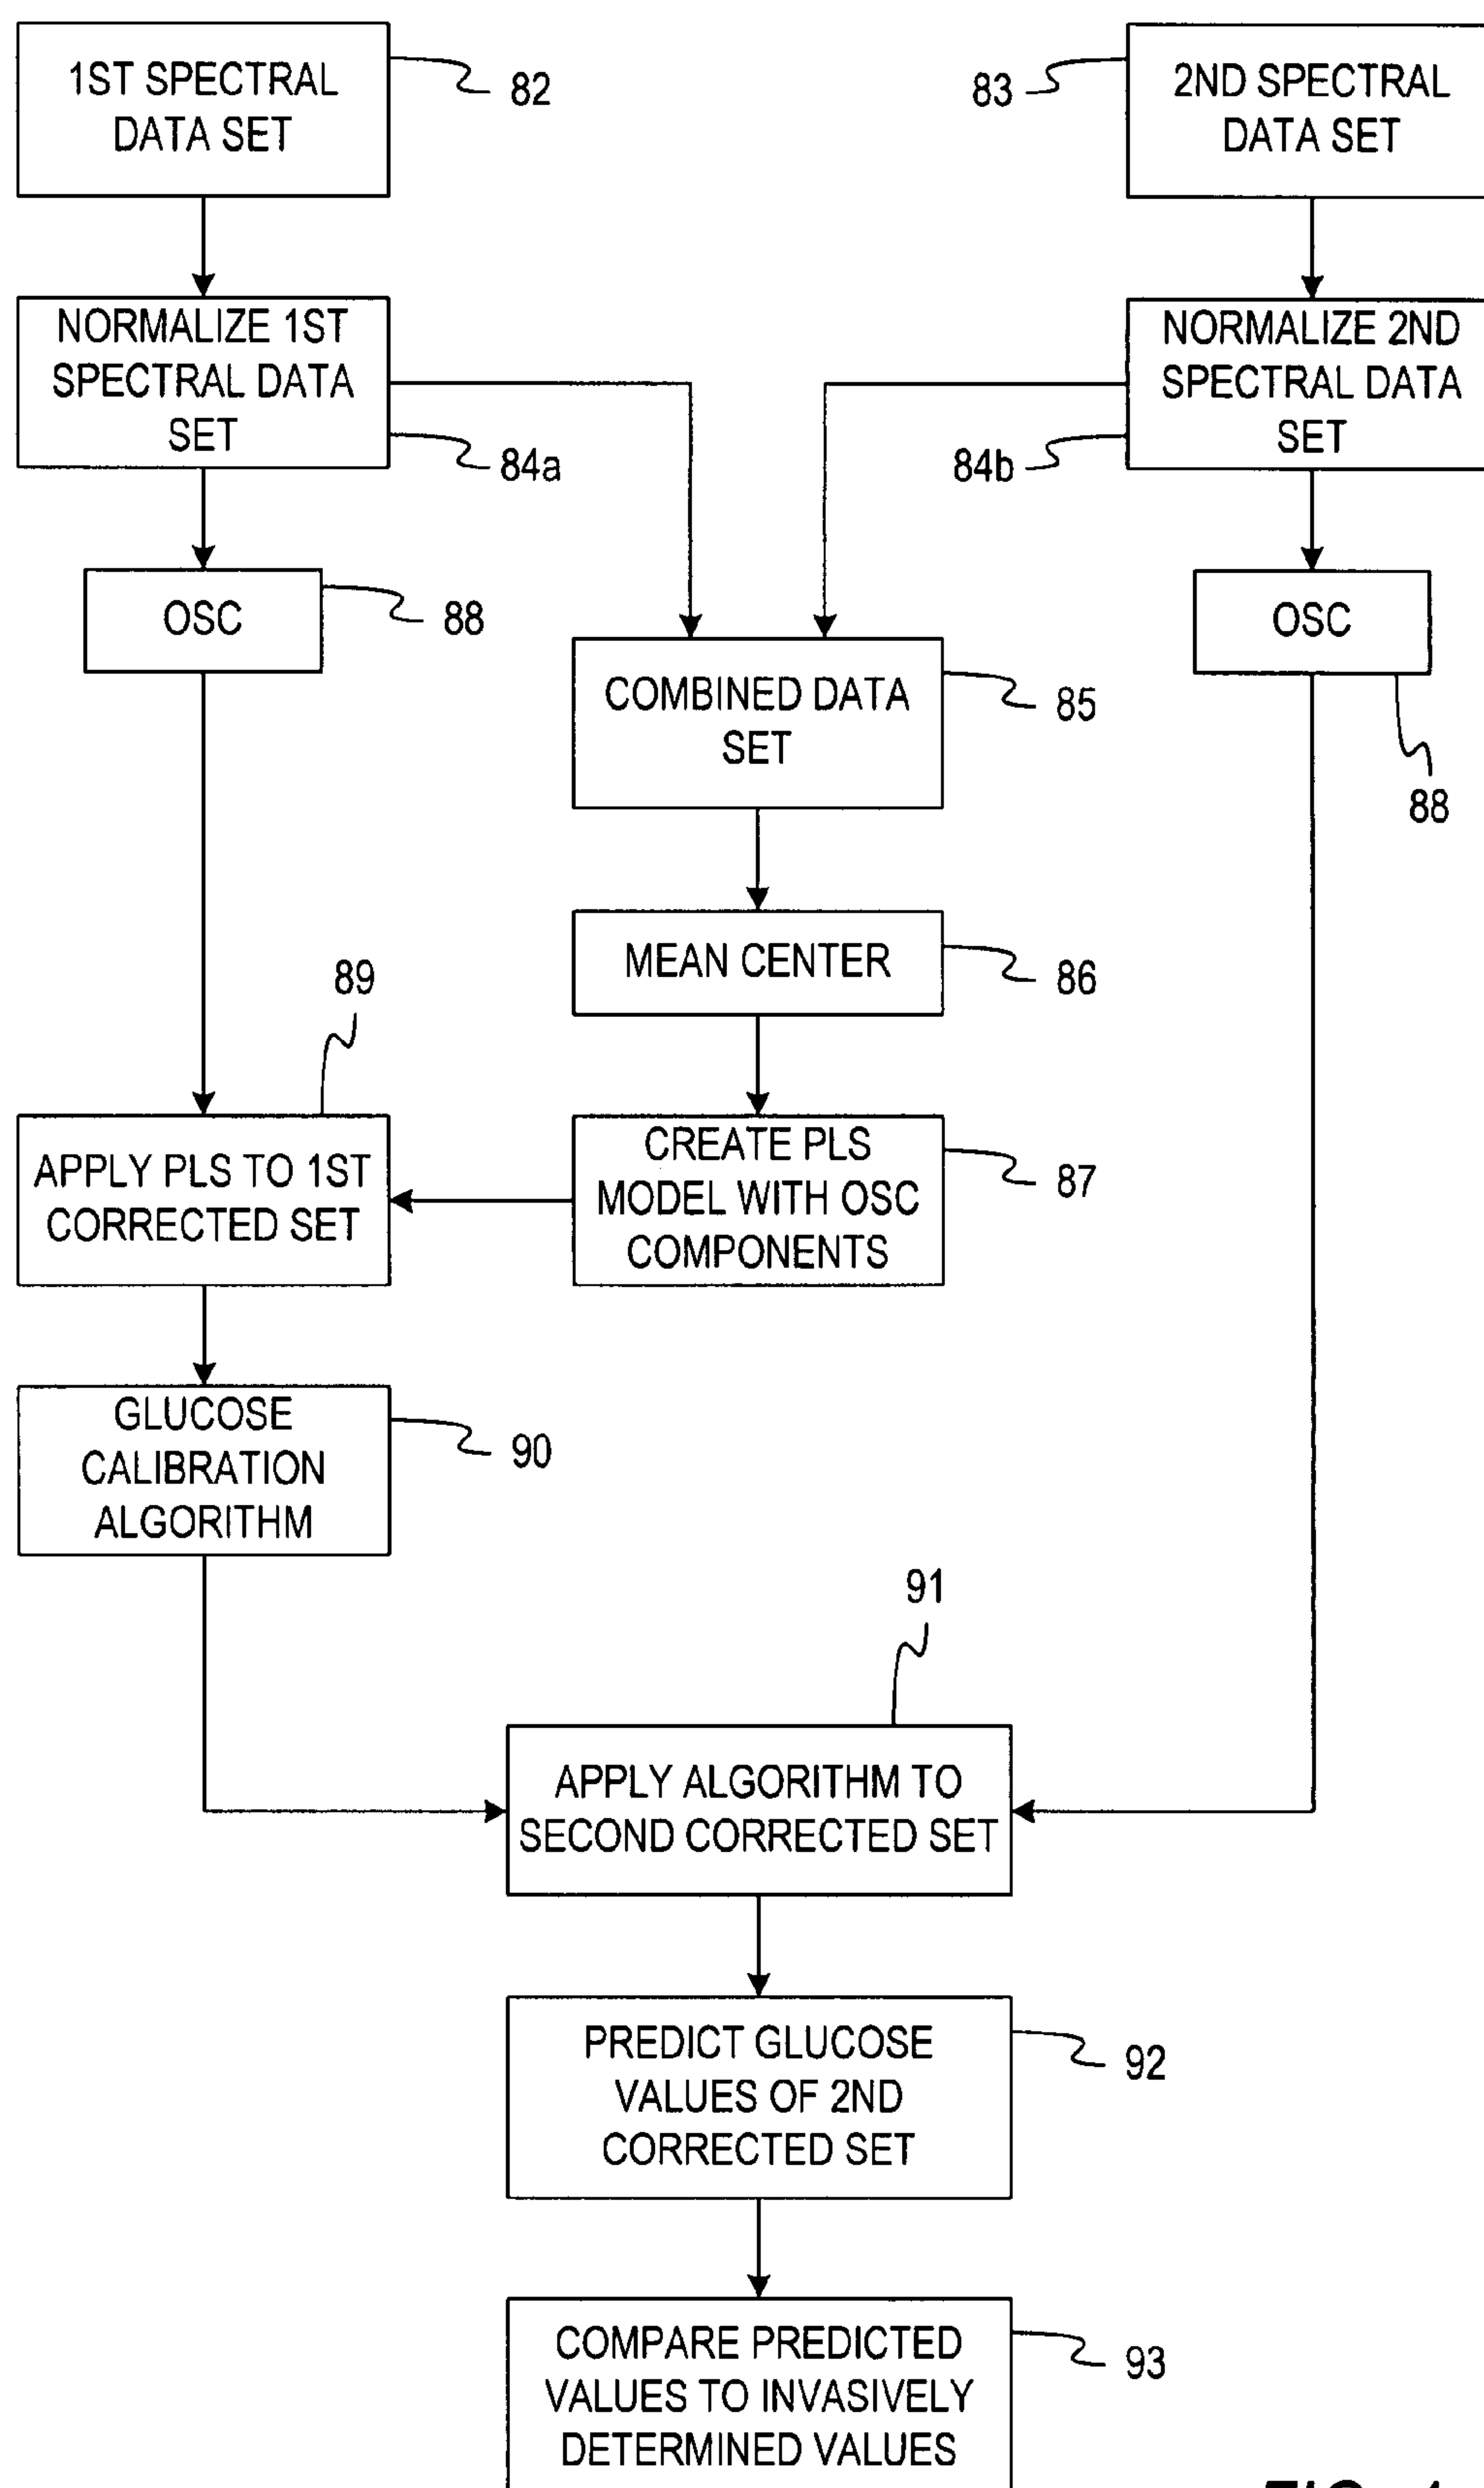 1ST SPECTRAL
DATA SET
82
83
2ND SPECTRAL
DATA SET
NORMALIZE 1ST
SPECTRAL DATA
SET
84a
84b
NORMALIZE 2ND
SPECTRAL DATA
SET
OSC
88
OSC
88
COMBINED DATA
SET
85
MEAN CENTER
86
89
APPLY PLS TO 1ST
CORRECTED SET
CREATE PLS
MODEL WITH OSC
COMPONENTS
87
GLUCOSE
CALIBRATION
ALGORITHM
90
91
APPLY ALGORITHM TO
SECOND CORRECTED SET
PREDICT GLUCOSE
VALUES OF 2ND
CORRECTED SET
92
COMPARE PREDICTED
VALUES TO INVASIVELY
DETERMINED VALUES
93